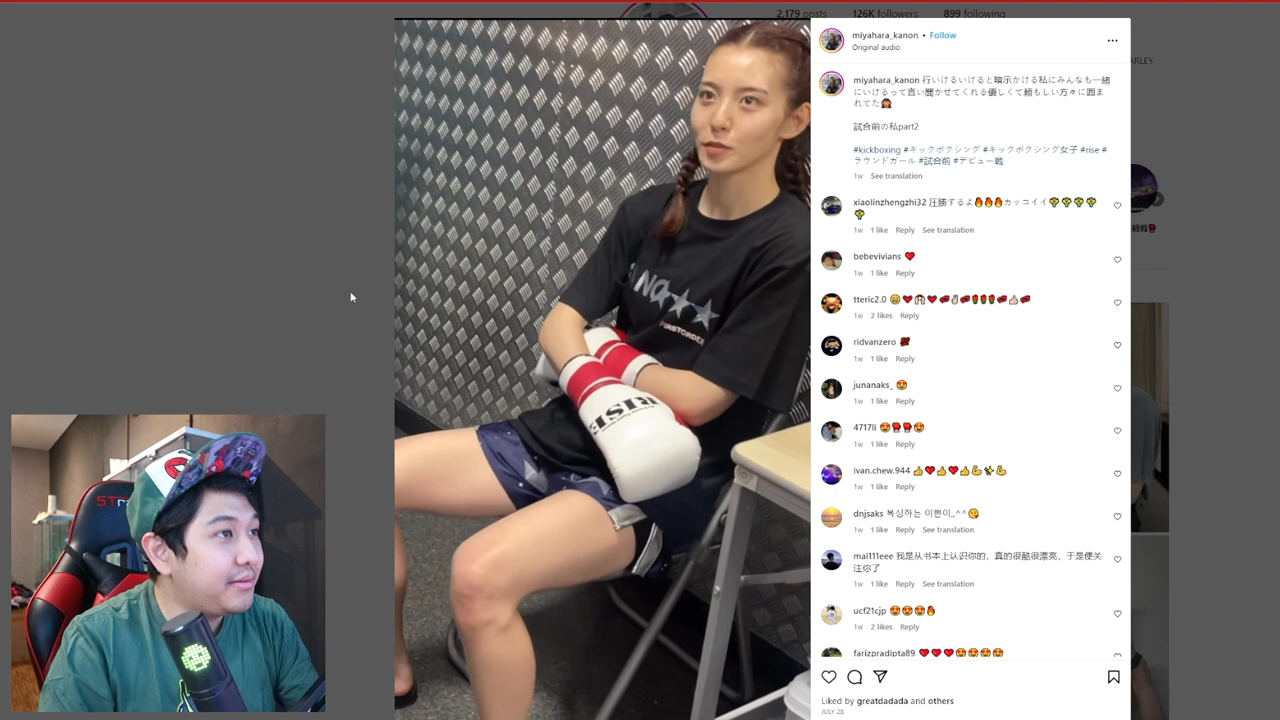 2,179 posts 126K followers 899 following
miyahara_kanon • Follow
Original audio
ARLEY
miyahara_kanon 行いけるいけると暗示かける私にみんなも一緒
にいけるって言い聞かせてくれる優しくて頼もしい方々に囲ま
れてた
試合前の私part2
#kickboxing #キックボクシング #キックボクシング女子 #rise #
ラウンドガール #試合前 #デビュー戦
1w See translation
xiaolinzhengzhi32 圧勝するよ🔥🔥🔥カッコイイ
1w 1 like Reply See translation
bebevivians ❤️
1w 1 like Reply
tteric2.0
1w 2 likes Reply
ridvanzero
1w 1 like Reply
junanaks_ 😍
1w 1 like Reply
4717li 😍🥊🥊😍
1w 1 like Reply
ivan.chew.944 👍❤️👍❤️👍💪💪
1w 1 like Reply
dnjsaks 복싱하는 이쁜이_^^😘
1w 1 like Reply See translation
mai111eee 我是从书本上认识你的，真的很酷很漂亮，于是便关
注你了
1w 1 like Reply See translation
ucf21cjp 😍😍😍🔥
1w 2 likes Reply
farizpradipta89 ❤️❤️❤️😍😍😍😍
Liked by greatdadada and others
JULY 28
FIRSTORDER
RISE
ST